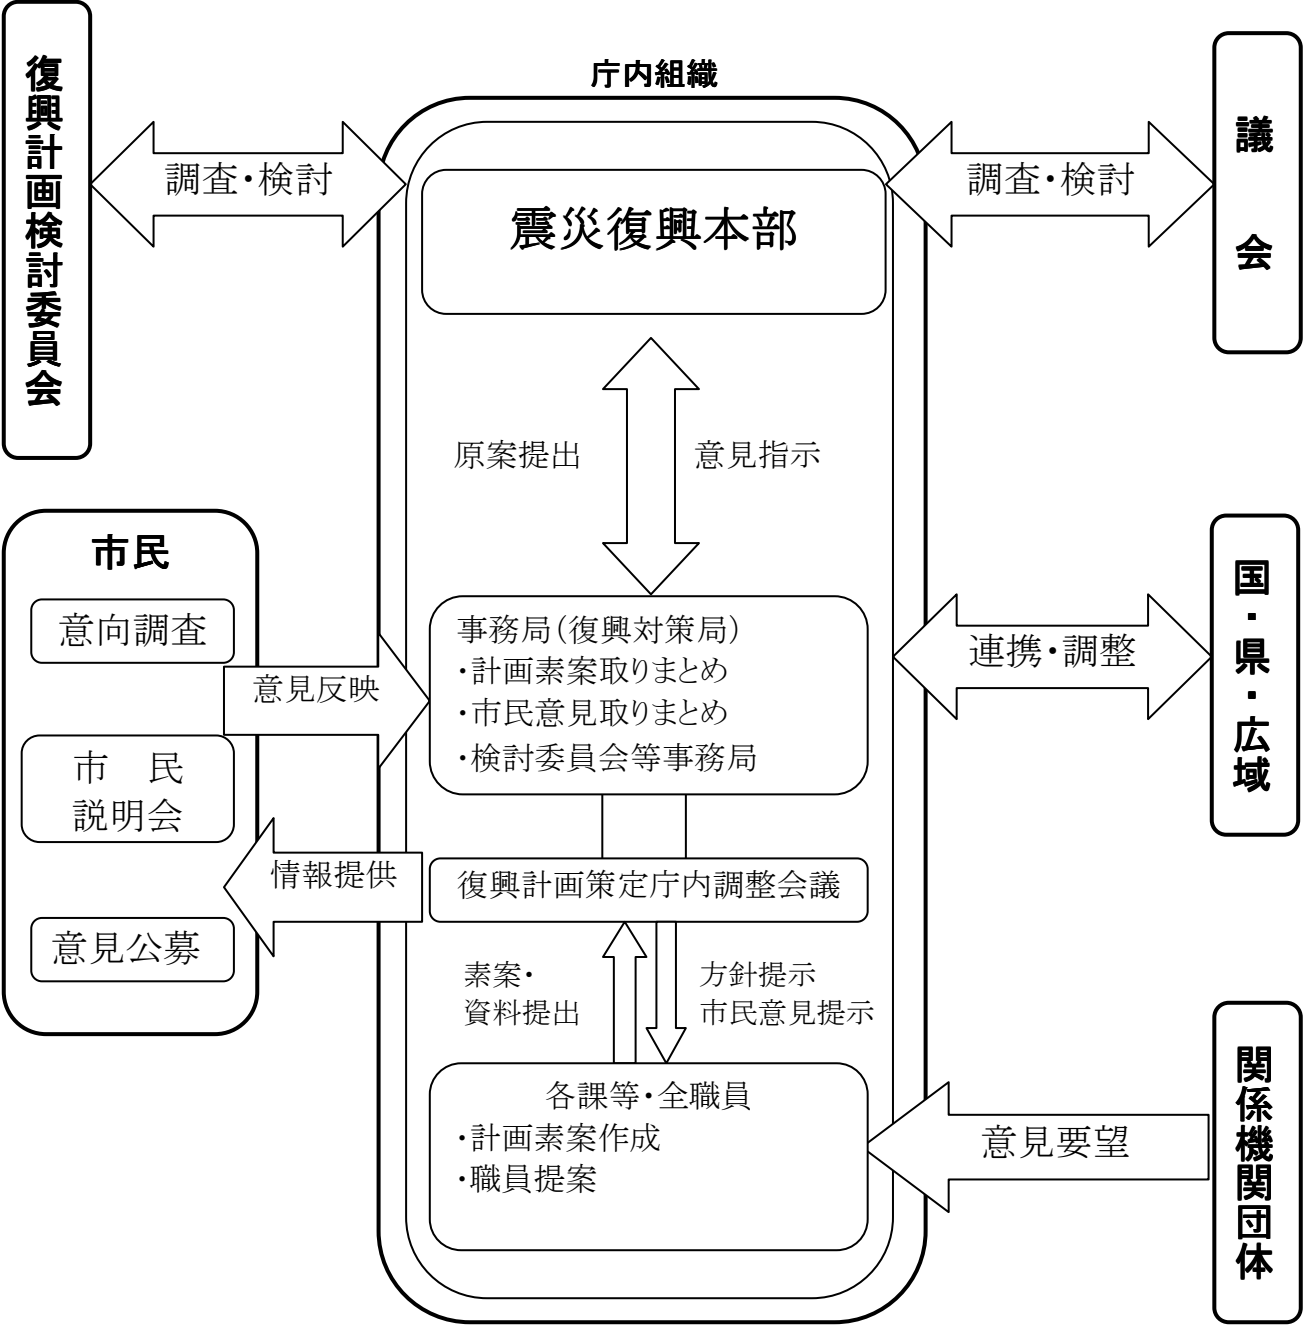 庁内組織
復興計画検討委員会
調査・検討
震災復興本部
調査・検討
議会
原案提出
意見指示
市民
意向調査
意見反映
市　民
説明会
情報提供
意見公募
事務局（復興対策局）
・計画素案取りまとめ
・市民意見取りまとめ
・検討委員会等事務局
連携・調整
国・県・広域
復興計画策定庁内調整会議
素案・
資料提出
方針提示
市民意見提示
各課等・全職員
・計画素案作成
・職員提案
意見要望
関係機関団体